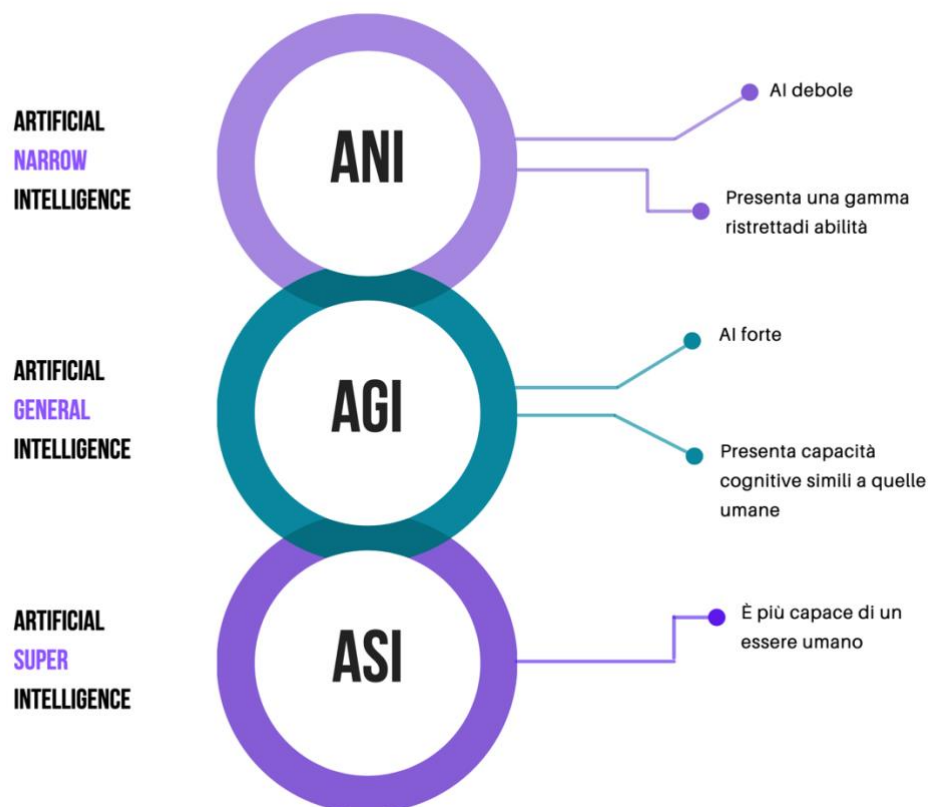 ARTIFICIAL
NARROW
INTELLIGENCE
ANI
AI debole
Presenta una gamma
ristrettadi abilità
ARTIFICIAL
GENERAL
INTELLIGENCE
AGI
AI forte
Presenta capacità
cognitive simili a quelle
umane
ARTIFICIAL
SUPER
INTELLIGENCE
ASI
È più capace di un
essere umano